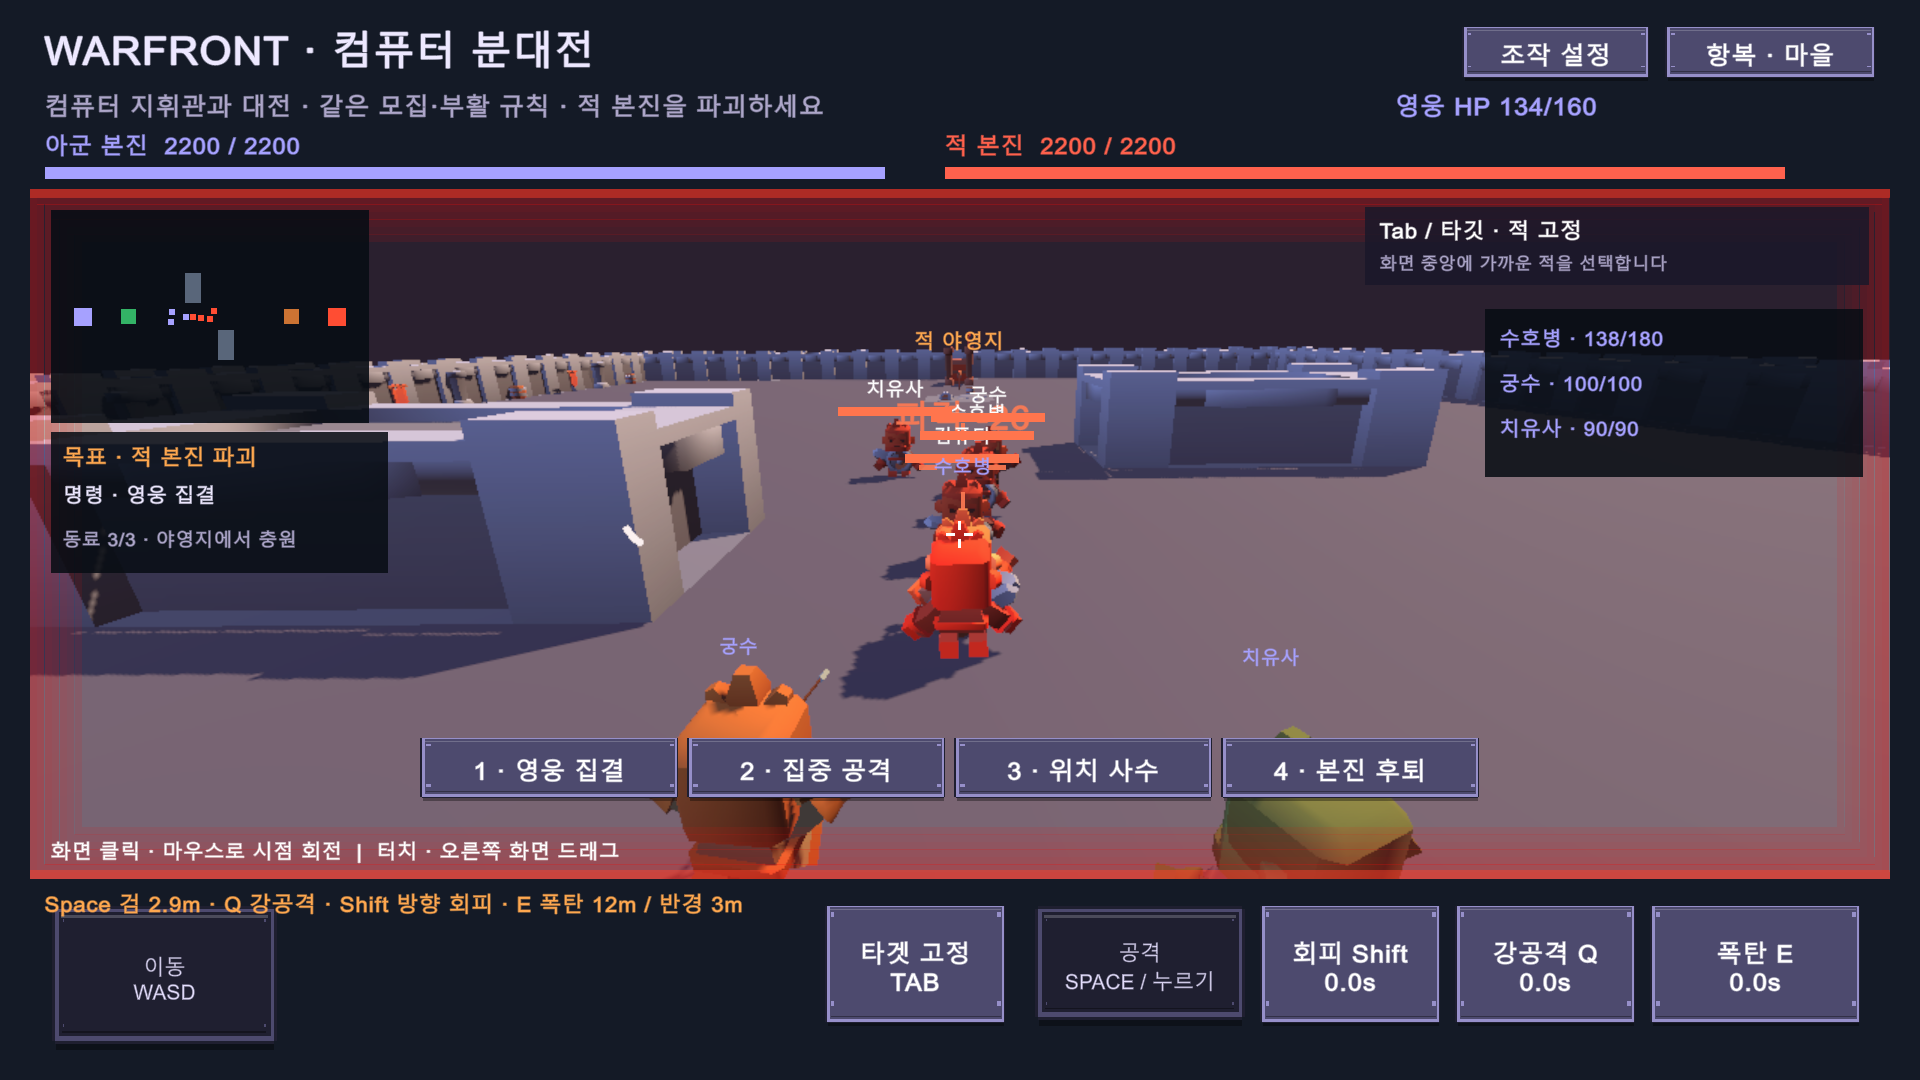 WARFRONT · 컴퓨터 분대전
조작 설정
항복 · 마을
컴퓨터 지휘관과 대전 · 같은 모집·부활 규칙 · 적 본진을 파괴하세요
영웅 HP 134/160
아군 본진 2200 / 2200
적 본진 2200 / 2200
Tab / 타깃 · 적 고정
화면 중앙에 가까운 적을 선택합니다
수호병 · 138/180
궁수 · 100/100
치유사 · 90/90
적 야영지
치유사
궁수
수호병
컴퓨터
수호병
목표 · 적 본진 파괴
명령 · 영웅 집결
동료 3/3 · 야영지에서 충원
궁수
치유사
1 · 영웅 집결
2 · 집중 공격
3 · 위치 사수
4 · 본진 후퇴
화면 클릭 · 마우스로 시점 회전 | 터치 · 오른쪽 화면 드래그
Space 검 2.9m · Q 강공격 · Shift 방향 회피 · E 폭탄 12m / 반경 3m
이동
WASD
타겟 고정
TAB
공격
SPACE / 누르기
회피 Shift
0.0s
강공격 Q
0.0s
폭탄 E
0.0s